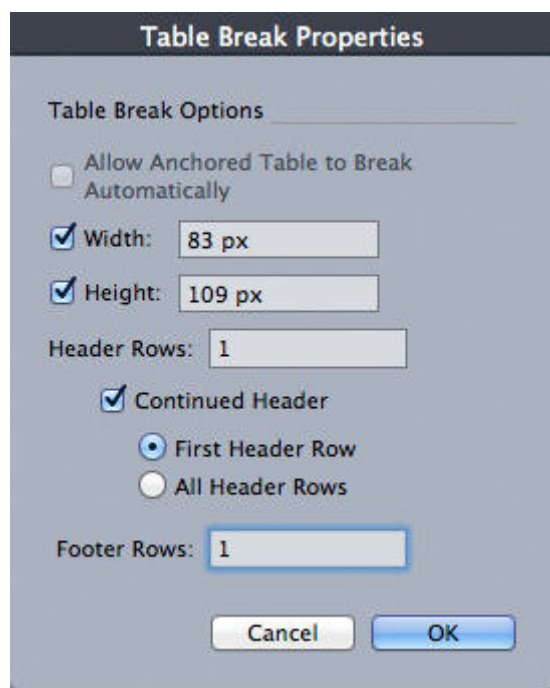 Table Break Properties
Table Break Options
Allow Anchored Table to Break
Automatically
Width: 83 px
Height: 109 px
Header Rows: 1
Continued Header
First Header Row
All Header Rows
Footer Rows: 1
Cancel OK